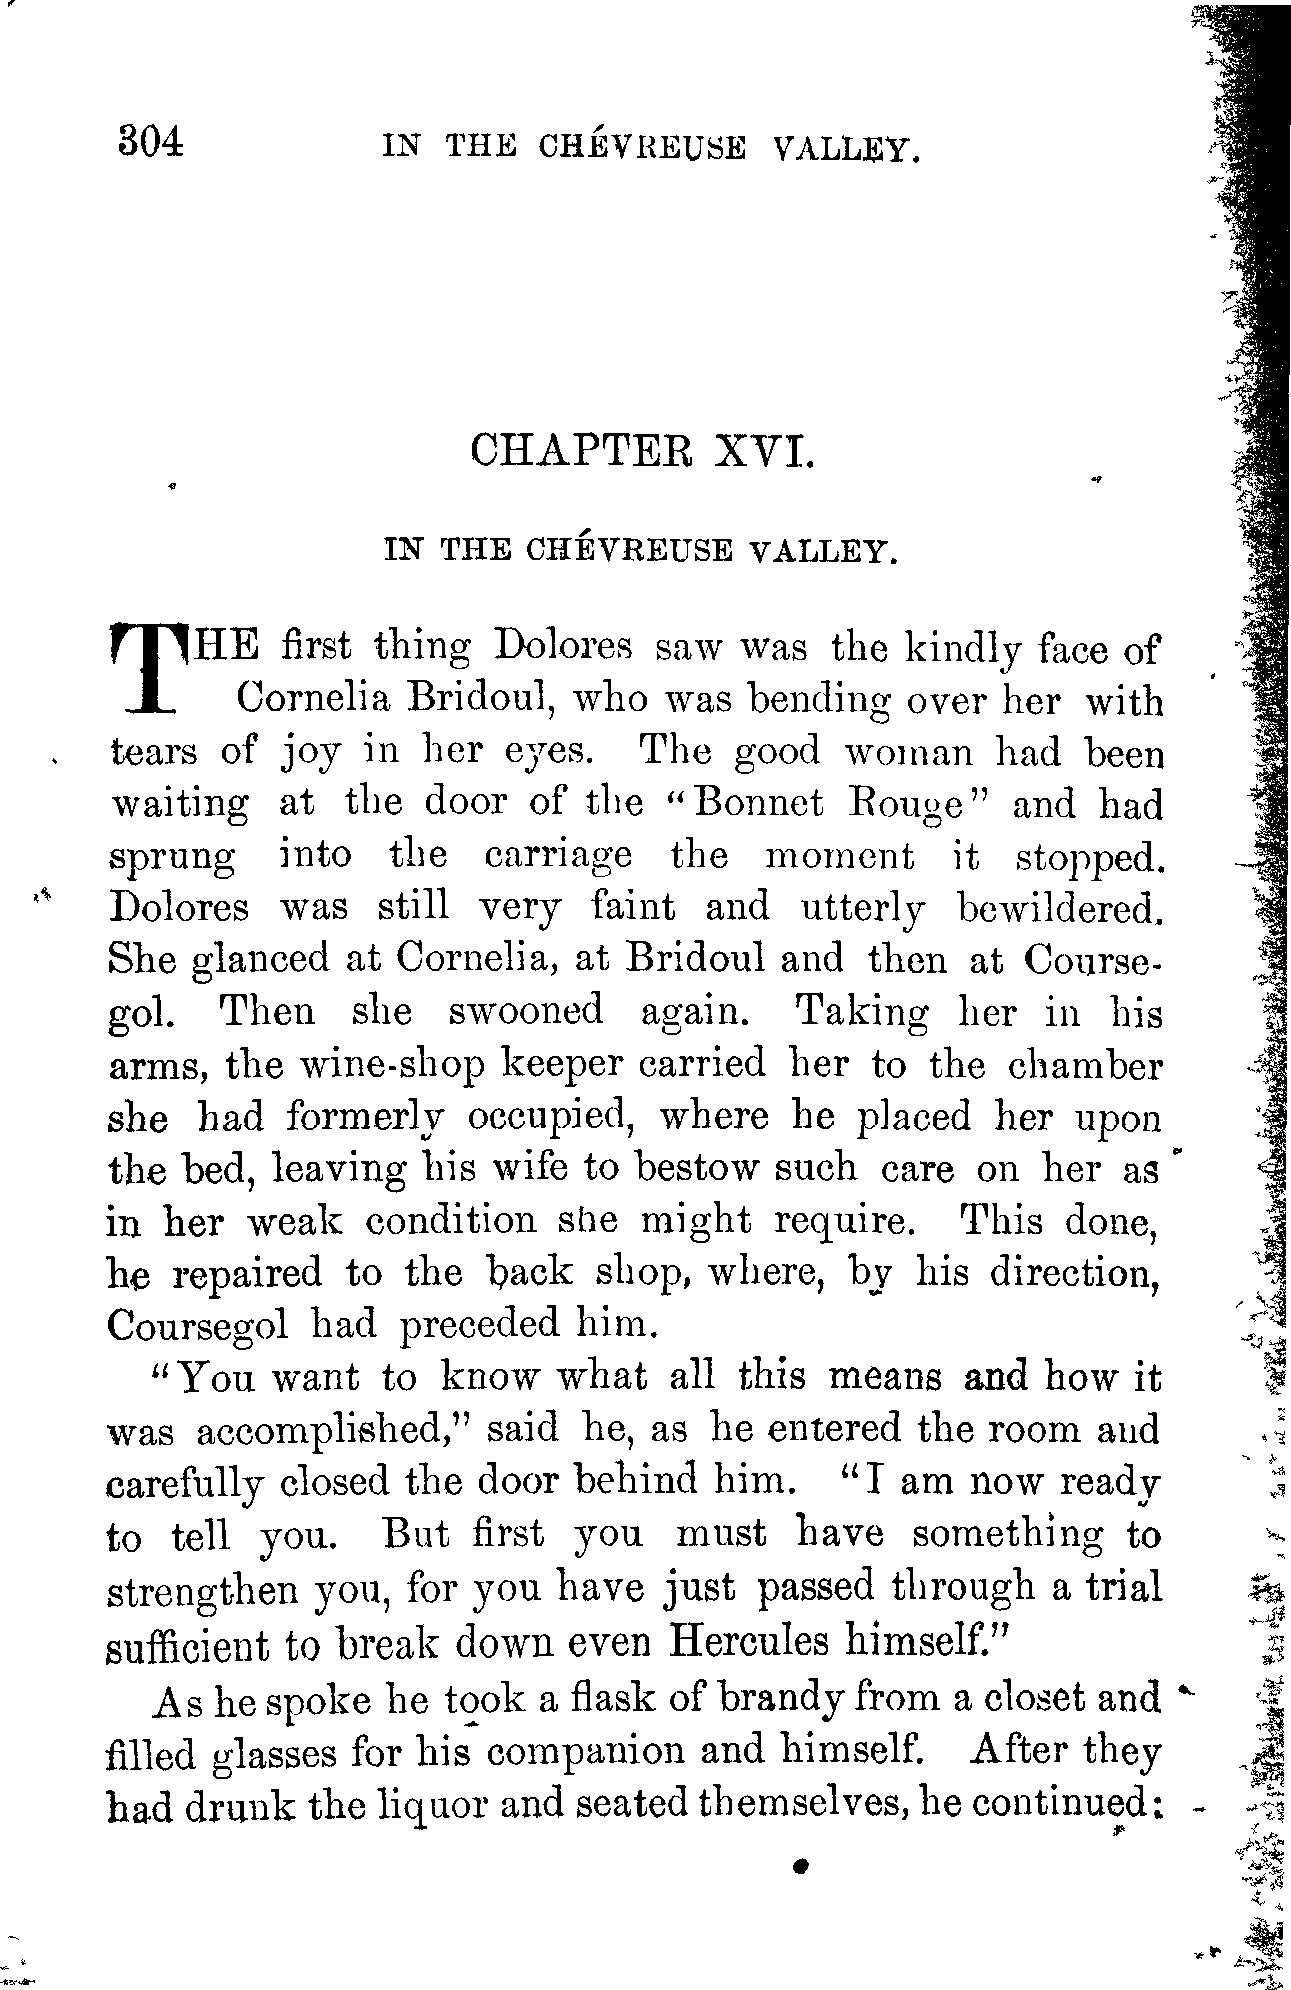 304 IN THE CHÉVREUSE VALLEY.
CHAPTER XVI.
IN THE CHÉVREUSE VALLEY.
THE first thing Dolores saw was the kindly face of
Cornelia Bridoul, who was bending over her with
tears of joy in her eyes. The good woman had been
waiting at the door of the "Bonnet Rouge" and had
sprung into the carriage the moment it stopped.
Dolores was still very faint and utterly bewildered.
She glanced at Cornelia, at Bridoul and then at Course-
gol. Then she swooned again. Taking her in his
arms, the wine-shop keeper carried her to the chamber
she had formerly occupied, where he placed her upon
the bed, leaving his wife to bestow such care on her as
in her weak condition she might require. This done,
he repaired to the back shop, where, by his direction,
Coursegol had preceded him.
"You want to know what all this means and how it
was accomplished," said he, as he entered the room and
carefully closed the door behind him. "I am now ready
to tell you. But first you must have something to
strengthen you, for you have just passed through a trial
sufficient to break down even Hercules himself."
As he spoke he took a flask of brandy from a closet and
filled glasses for his companion and himself. After they
had drunk the liquor and seated themselves, he continued: